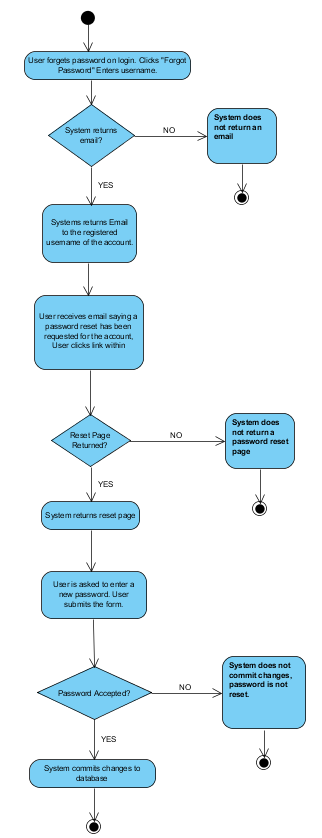 User forgets password on login. Clicks "Forgot
Password" Enters username.
System returns
email?
NO
System does
not return an
email
YES
Systems returns Email
to the registered
username of the account.
User receives email saying a
password reset has been
requested for the account,
User clicks link within
Reset Page
Returned?
NO
System does
not return a
password reset
page
YES
System returns reset page
User is asked to enter a
new password. User
submits the form.
Password Accepted?
NO
System does not
commit changes,
password is not
reset.
YES
System commits changes to
database